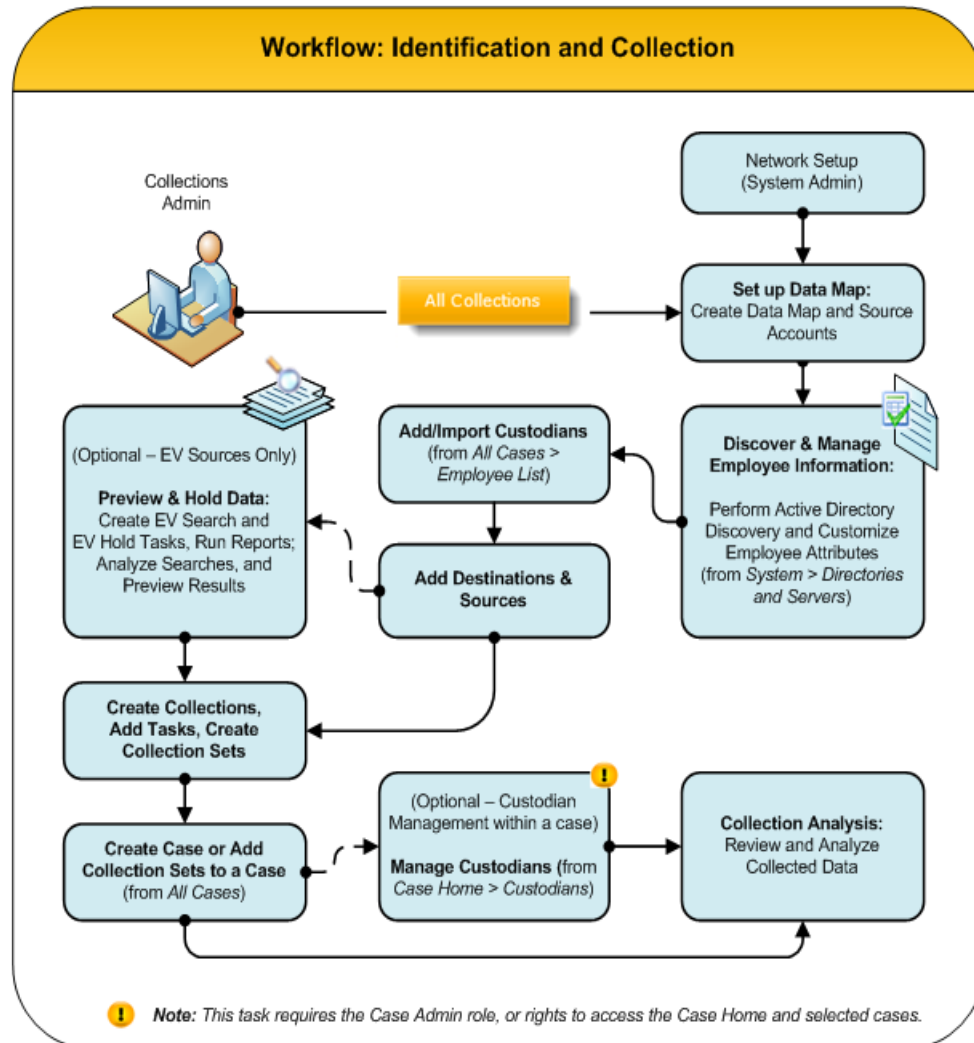 Workflow: Identification and Collection
Collections
Admin
All Collections
Network Setup
(System Admin)
Set up Data Map:
Create Data Map and Source
Accounts
Discover & Manage
Employee Information:
Perform Active Directory
Discovery and Customize
Employee Attributes
(from System > Directories
and Servers)
Add/Import Custodians
(from All Cases >
Employee List)
Add Destinations &
Sources
(Optional – EV Sources Only)
Preview & Hold Data:
Create EV Search and
EV Hold Tasks, Run Reports;
Analyze Searches, and
Preview Results
Create Collections,
Add Tasks, Create
Collection Sets
Create Case or Add
Collection Sets to a Case
(from All Cases)
(Optional – Custodian
Management within a case)
Manage Custodians (from
Case Home > Custodians)
!
Collection Analysis:
Review and Analyze
Collected Data
! Note: This task requires the Case Admin role, or rights to access the Case Home and selected cases.